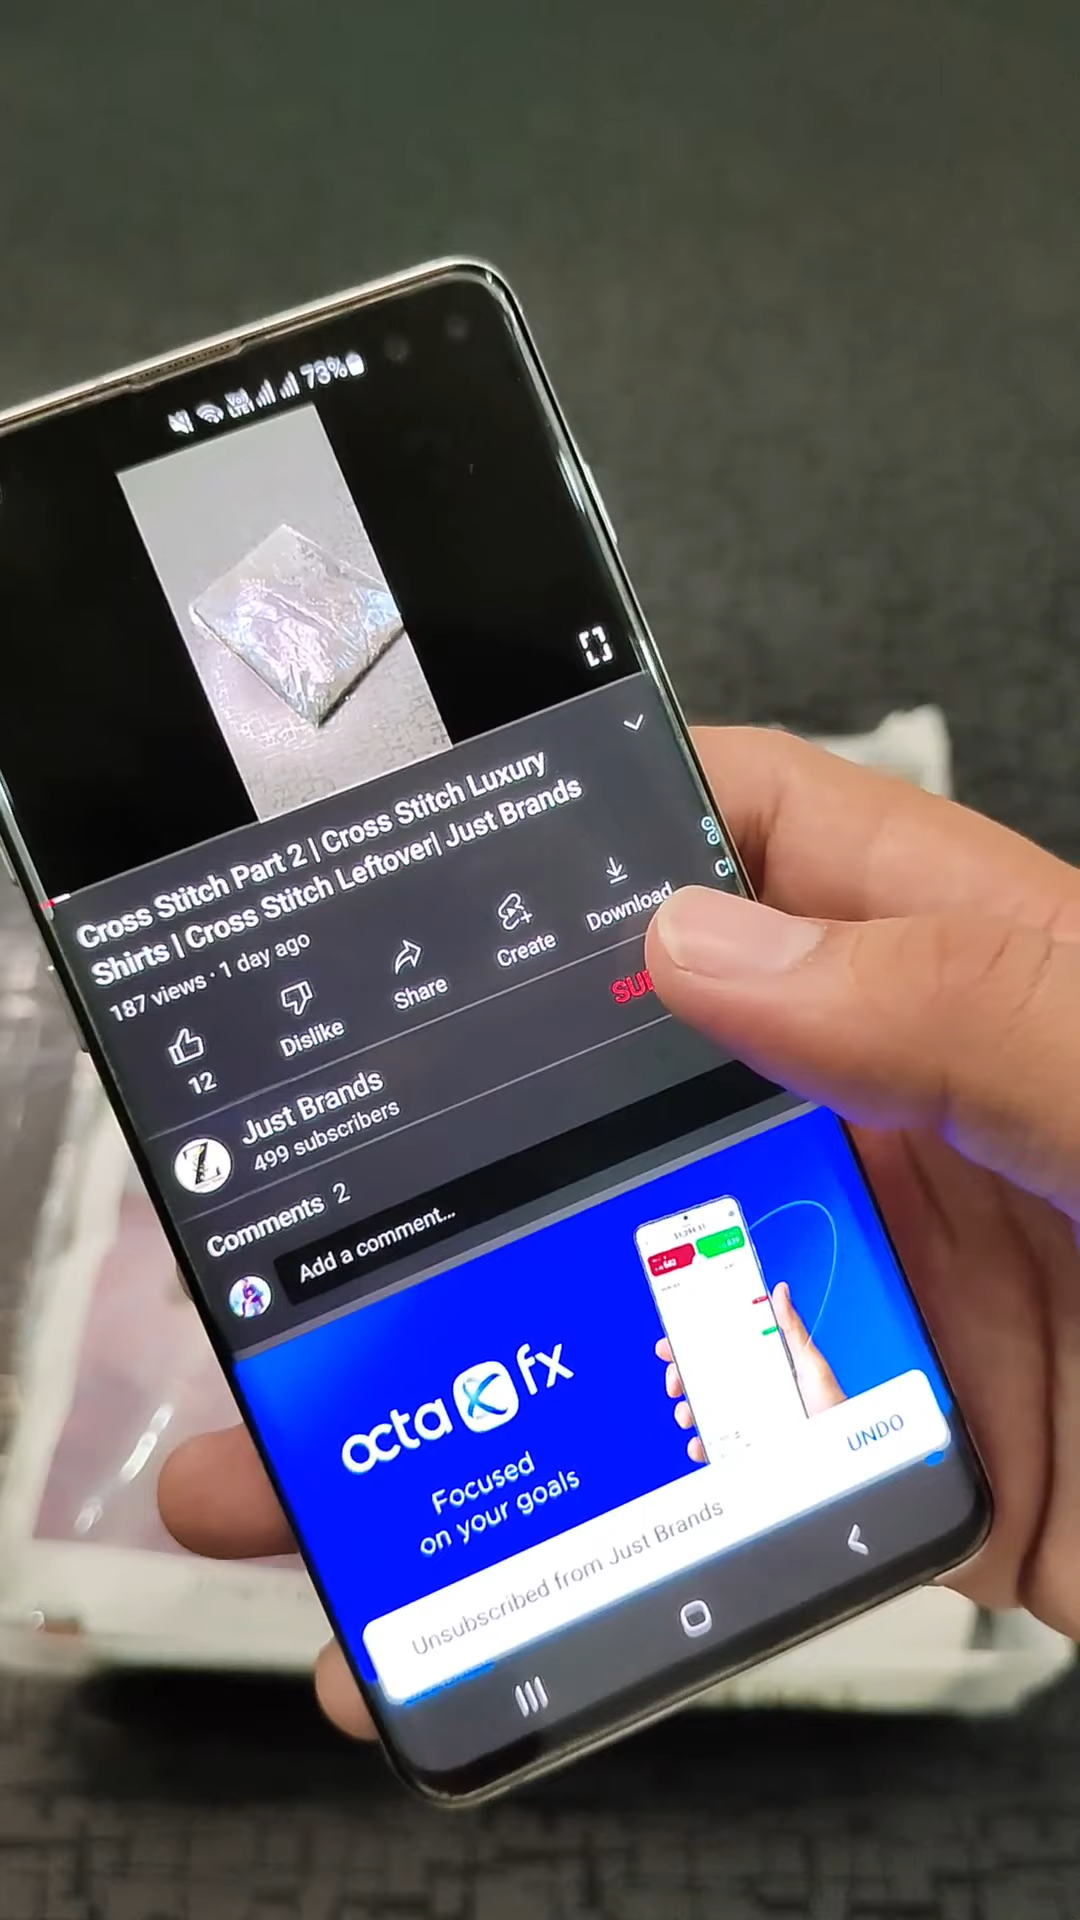 73%
Cross Stitch Part 2 | Cross Stitch Luxury
Shirts | Cross Stitch Leftover| Just Brands
187 views · 1 day ago
12
Dislike
Share
Create
Download
Just Brands
499 subscribers
Comments 2
Add a comment...
octa fx
Focused
on your goals
Unsubscribed from Just Brands
UNDO